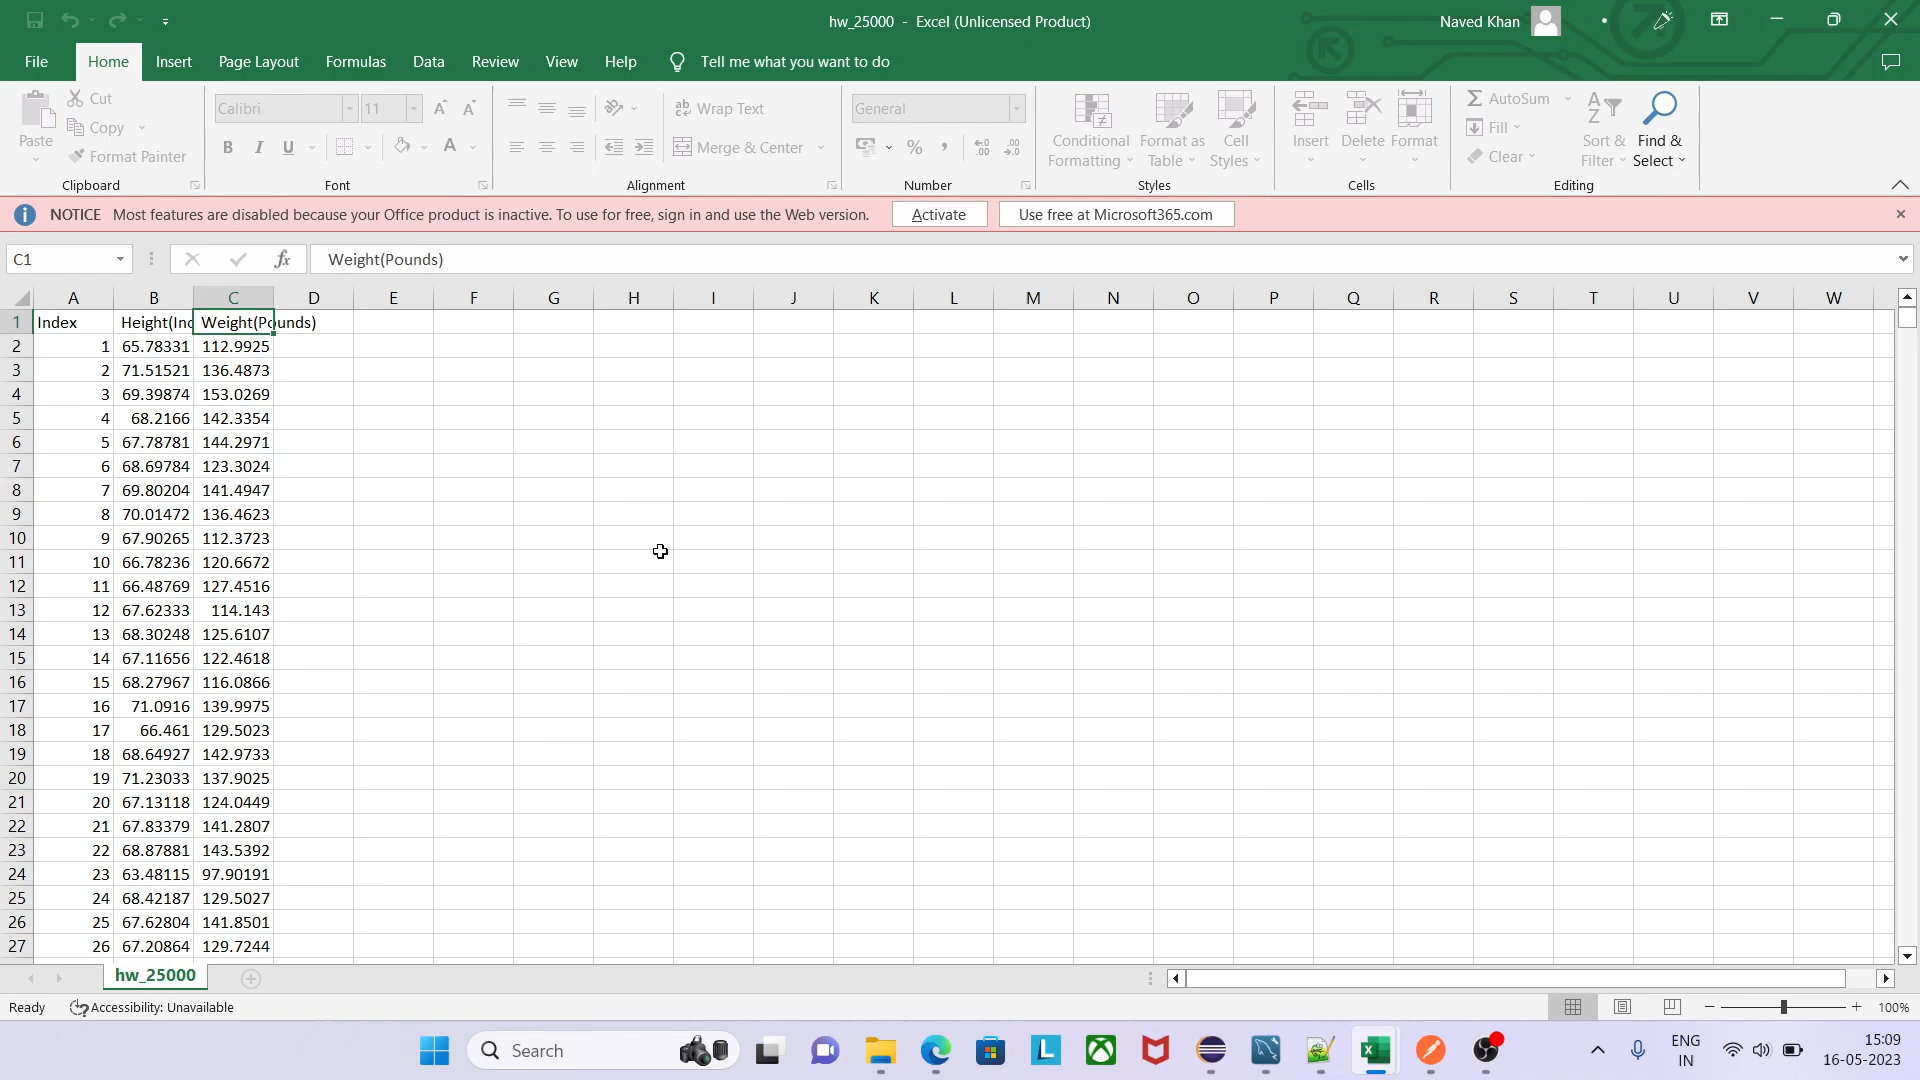 hw_25000 - Excel (Unlicensed Product)
Naved Khan
File Home Insert Page Layout Formulas Data Review View Help Tell me what you want to do
Paste
Cut
Copy
Format Painter
Clipboard
Calibri 11
B I U A
Font
ab Wrap Text
Merge & Center
Alignment
General
% ,
Number
Conditional Formatting
Format as Table
Cell Styles
Styles
Insert
Delete
Format
Cells
AutoSum
Fill
Clear
Sort & Filter
Find & Select
Editing
NOTICE Most features are disabled because your Office product is inactive. To use for free, sign in and use the Web version. Activate Use free at Microsoft365.com
C1 fx Weight(Pounds)
A B C D E F G H I J K L M N O P Q R S T U V W
1 Index Height(Inc Weight(Pounds)
2 1 65.78331 112.9925
3 2 71.51521 136.4873
4 3 69.39874 153.0269
5 4 68.2166 142.3354
6 5 67.78781 144.2971
7 6 68.69784 123.3024
8 7 69.80204 141.4947
9 8 70.01472 136.4623
10 9 67.90265 112.3723
11 10 66.78236 120.6672
12 11 66.48769 127.4516
13 12 67.62333 114.143
14 13 68.30248 125.6107
15 14 67.11656 122.4618
16 15 68.27967 116.0866
17 16 71.0916 139.9975
18 17 66.461 129.5023
19 18 68.64927 142.9733
20 19 71.23033 137.9025
21 20 67.13118 124.0449
22 21 67.83379 141.2807
23 22 68.87881 143.5392
24 23 63.48115 97.90191
25 24 68.42187 129.5027
26 25 67.62804 141.8501
27 26 67.20864 129.7244
hw_25000
Ready Accessibility: Unavailable 100%
Search
ENG
IN
15:09
16-05-2023